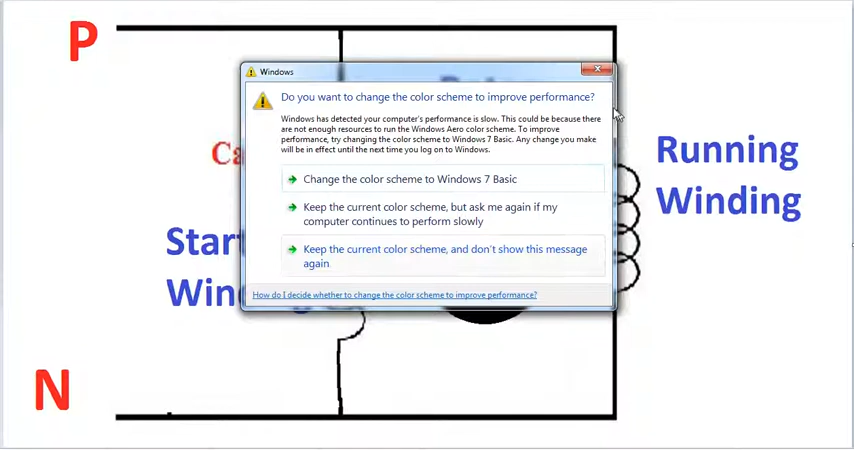 P
Windows
Do you want to change the color scheme to improve performance?
Windows has detected your computer's performance is slow. This could be because there
are not enough resources to run the Windows Aero color scheme. To improve
performance, try changing the color scheme to Windows 7 Basic. Any change you make
will be in effect until the next time you log on to Windows.
Change the color scheme to Windows 7 Basic
Keep the current color scheme, but ask me again if my
computer continues to perform slowly
Keep the current color scheme, and don't show this message
again
How do I decide whether to change the color scheme to improve performance?
Running
Winding
N